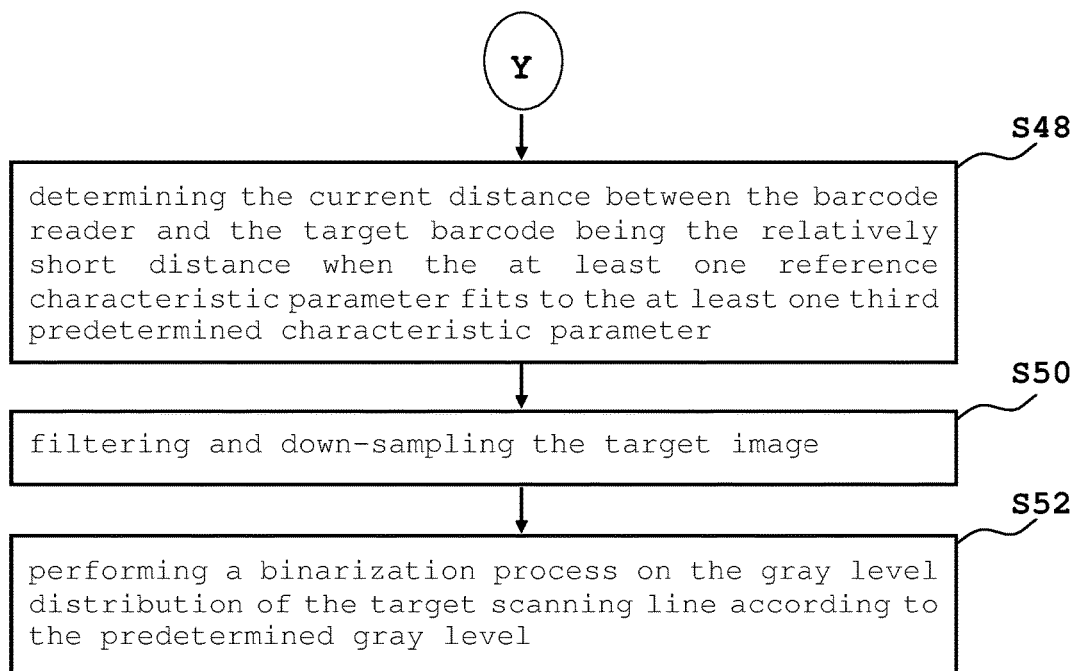 Y
S48
determining the current distance between the barcode
reader and the target barcode being the relatively
short distance when the at least one reference
characteristic parameter fits to the at least one third
predetermined characteristic parameter
S50
filtering and down-sampling the target image
S52
performing a binarization process on the gray level
distribution of the target scanning line according to
the predetermined gray level